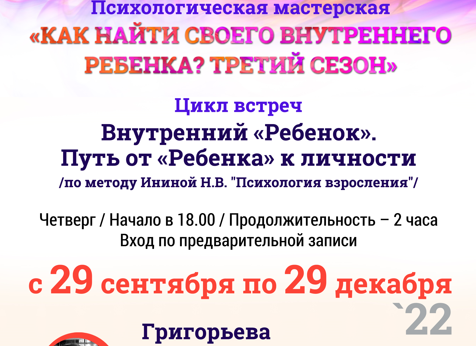 Психологическая мастерская
«КАК НАЙТИ СВОЕГО ВНУТРЕННЕГО
РЕБЕНКА? ТРЕТИЙ СЕЗОН»
Цикл встреч
Внутренний «Ребенок».
Путь от «Ребенка» к личности
/по методу Ининой Н.В. "Психология взросления"/
Четверг / Начало в 18.00 / Продолжительность – 2 часа
Вход по предварительной записи
с 29 сентября по 29 декабря
`22
Григорьева